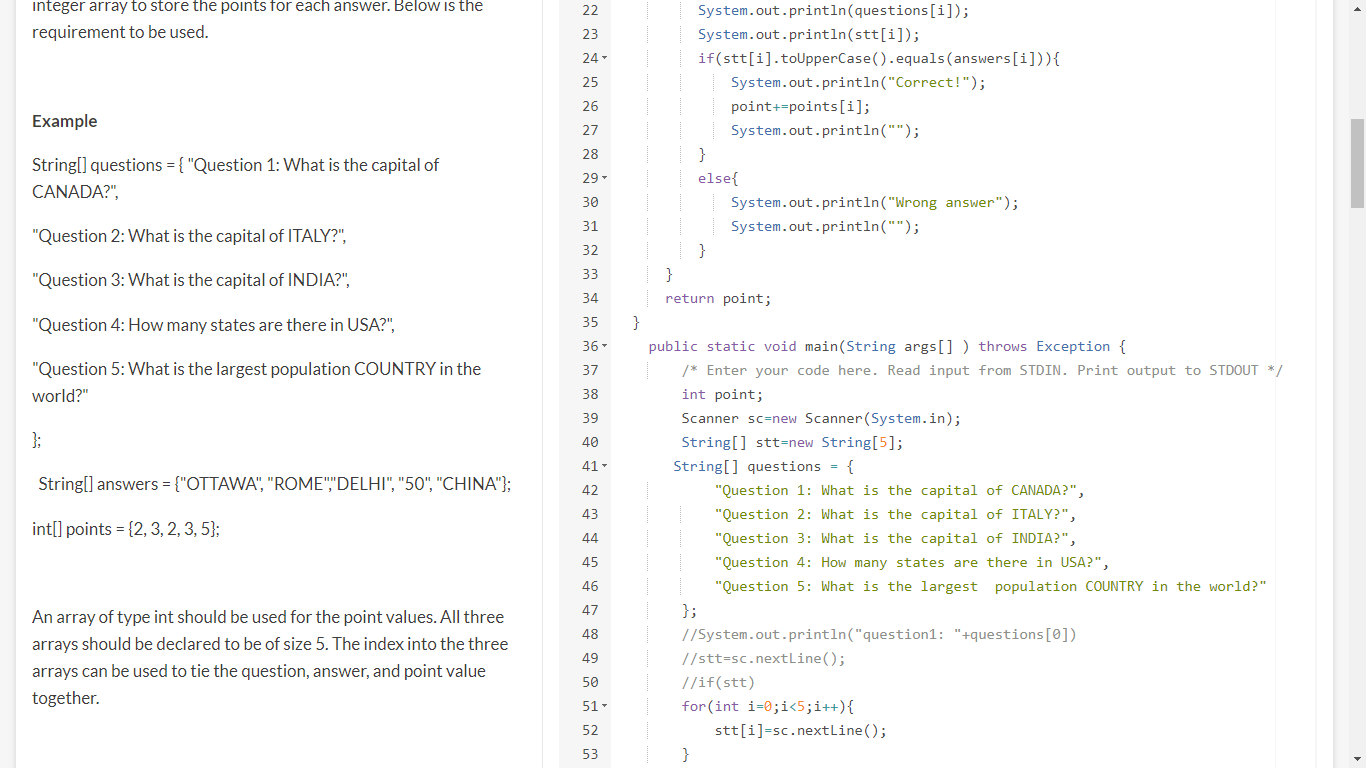 integer array to store the points for each answer. Below is the
requirement to be used.
Example
String[] questions = { "Question 1: What is the capital of
CANADA?",
"Question 2: What is the capital of ITALY?",
"Question 3: What is the capital of INDIA?",
"Question 4: How many states are there in USA?",
"Question 5: What is the largest population COUNTRY in the
world?"
};
String[] answers = {"OTTAWA", "ROME","DELHI", "50", "CHINA"};
int[] points = {2, 3, 2, 3, 5};
An array of type int should be used for the point values. All three
arrays should be declared to be of size 5. The index into the three
arrays can be used to tie the question, answer, and point value
together.
22 System.out.println(questions[i]);
23 System.out.println(stt[i]);
24 if(stt[i].toUpperCase().equals(answers[i])){
25 System.out.println("Correct!");
26 point+=points[i];
27 System.out.println("");
28 }
29 else{
30 System.out.println("Wrong answer");
31 System.out.println("");
32 }
33 }
34 return point;
35 }
36 public static void main(String args[] ) throws Exception {
37 /* Enter your code here. Read input from STDIN. Print output to STDOUT */
38 int point;
39 Scanner sc=new Scanner(System.in);
40 String[] stt=new String[5];
41 String[] questions = {
42 "Question 1: What is the capital of CANADA?",
43 "Question 2: What is the capital of ITALY?",
44 "Question 3: What is the capital of INDIA?",
45 "Question 4: How many states are there in USA?",
46 "Question 5: What is the largest  population COUNTRY in the world?"
47 };
48 //System.out.println("question1: "+questions[0])
49 //stt=sc.nextLine();
50 //if(stt)
51 for(int i=0;i<5;i++){
52 stt[i]=sc.nextLine();
53 }